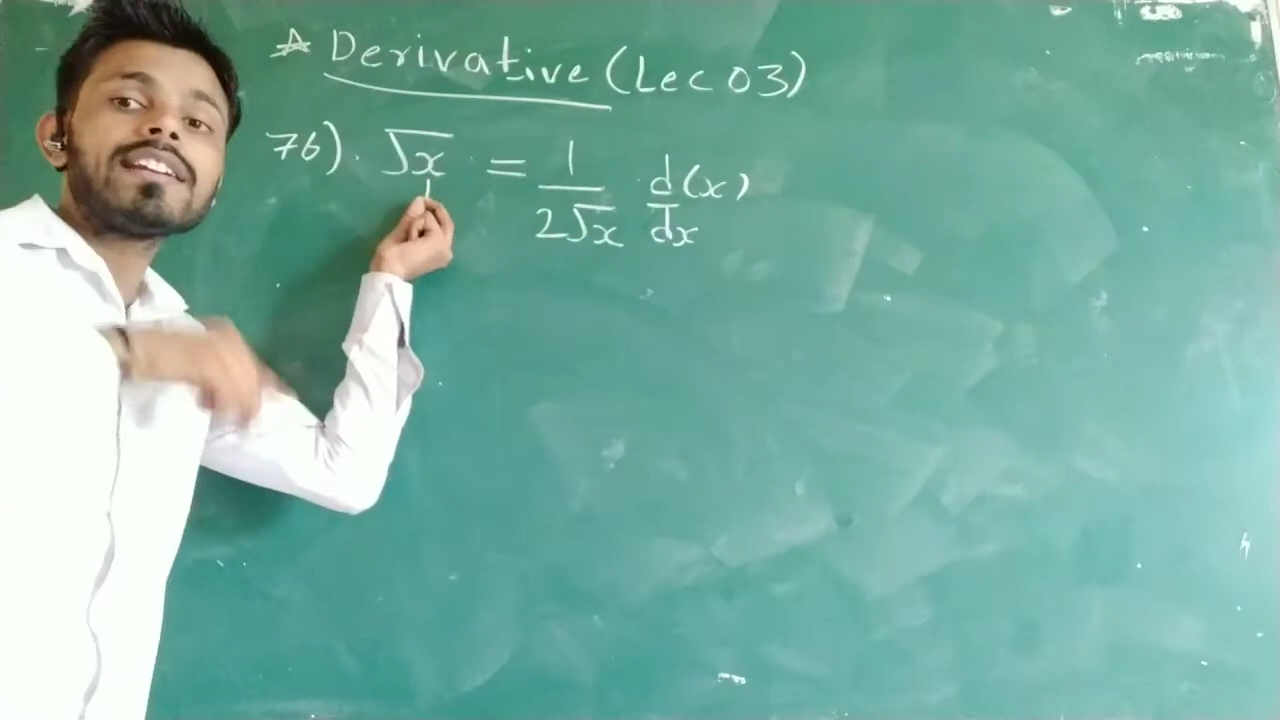 ☆ Derivative (Lec 03)
76). √x = 1/(2√x) d/dx (x)